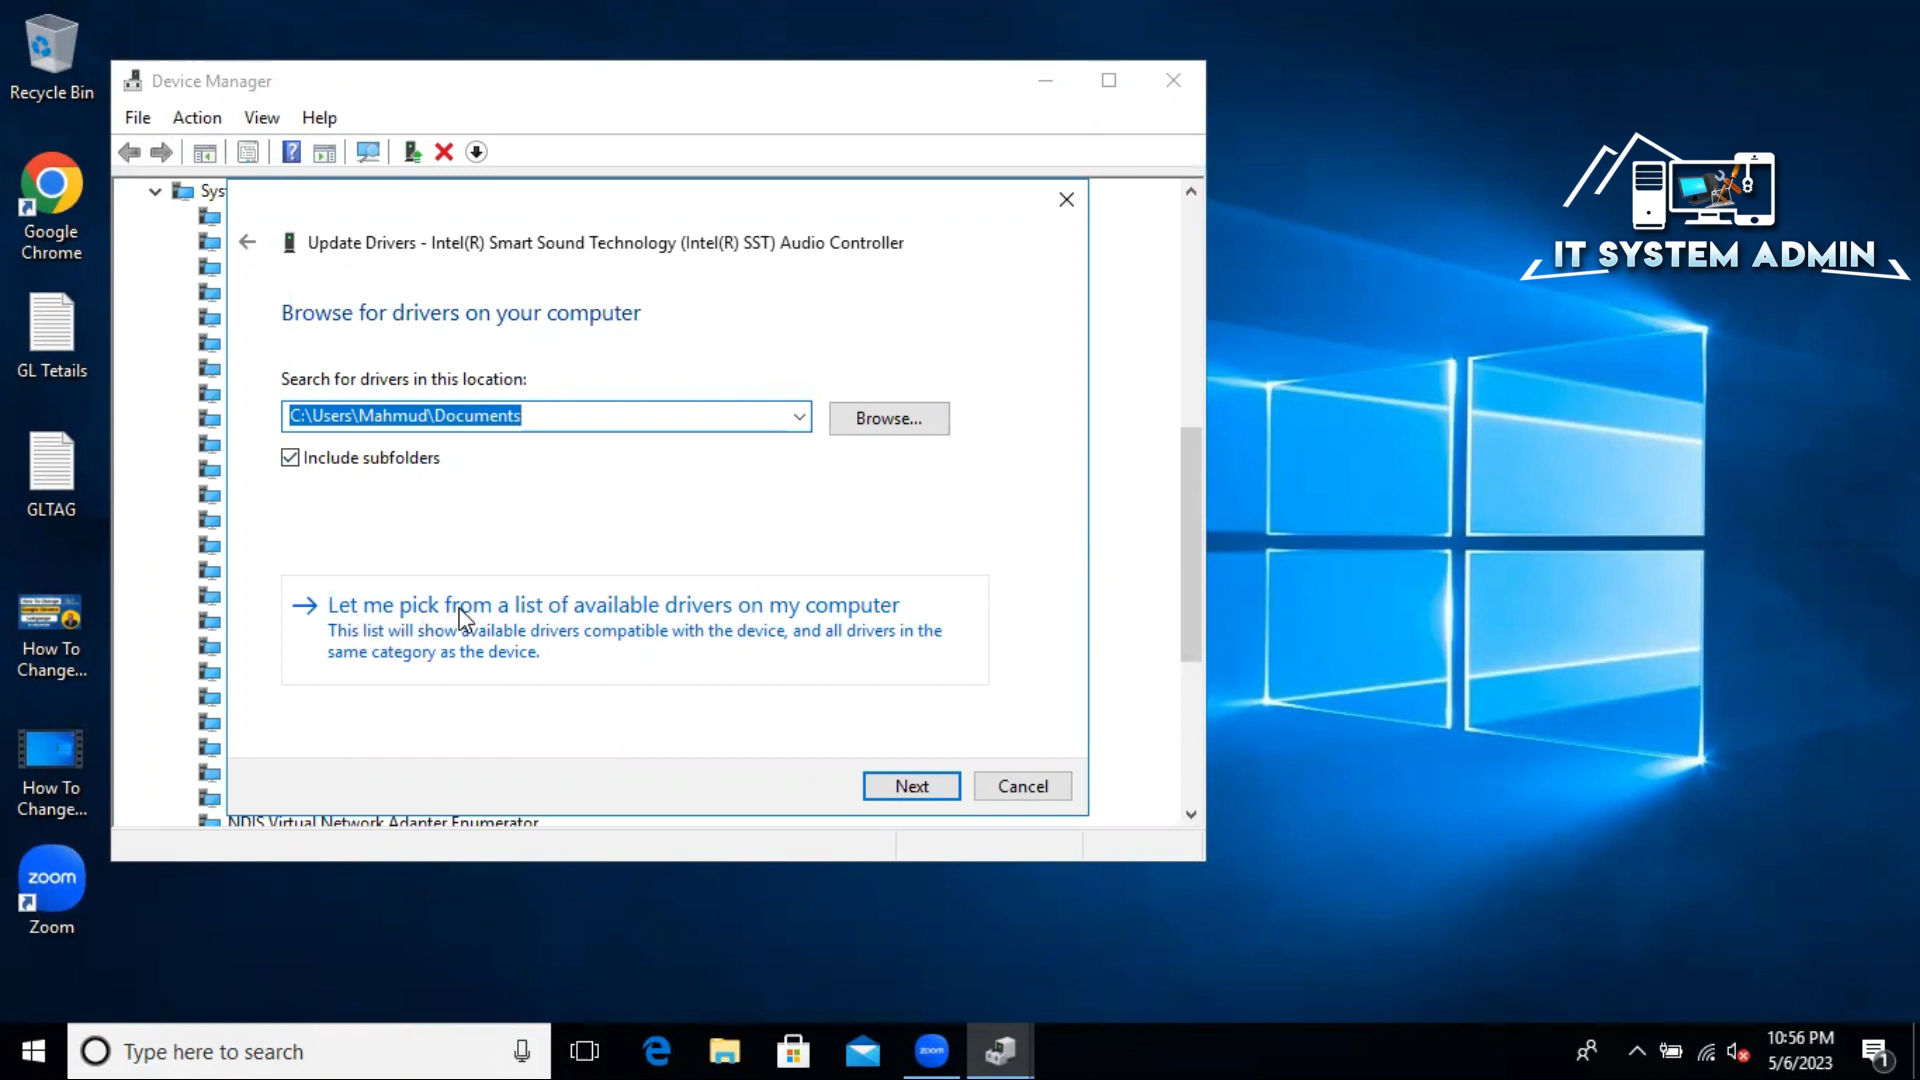 Recycle Bin
Google
Chrome
GL Tetails
GLTAG
How To
Change...
How To
Change...
zoom
Zoom
Device Manager
File Action View Help
Sys
Update Drivers - Intel(R) Smart Sound Technology (Intel(R) SST) Audio Controller
Browse for drivers on your computer
Search for drivers in this location:
C:\Users\Mahmud\Documents
Browse...
Include subfolders
Let me pick from a list of available drivers on my computer
This list will show available drivers compatible with the device, and all drivers in the
same category as the device.
Next Cancel
NDIS Virtual Network Adapter Enumerator
IT SYSTEM ADMIN
Type here to search
zoom
10:56 PM
5/6/2023
1